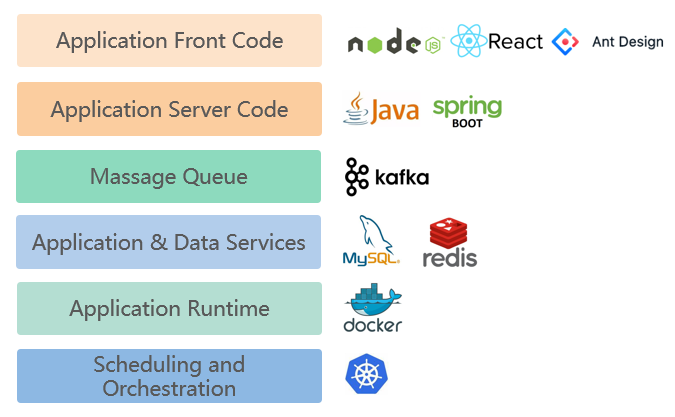 Application Front Code
node JS React Ant Design
Application Server Code
Java spring
BOOT
Massage Queue
kafka
Application & Data Services
MySQL redis
Application Runtime
docker
Scheduling and
Orchestration